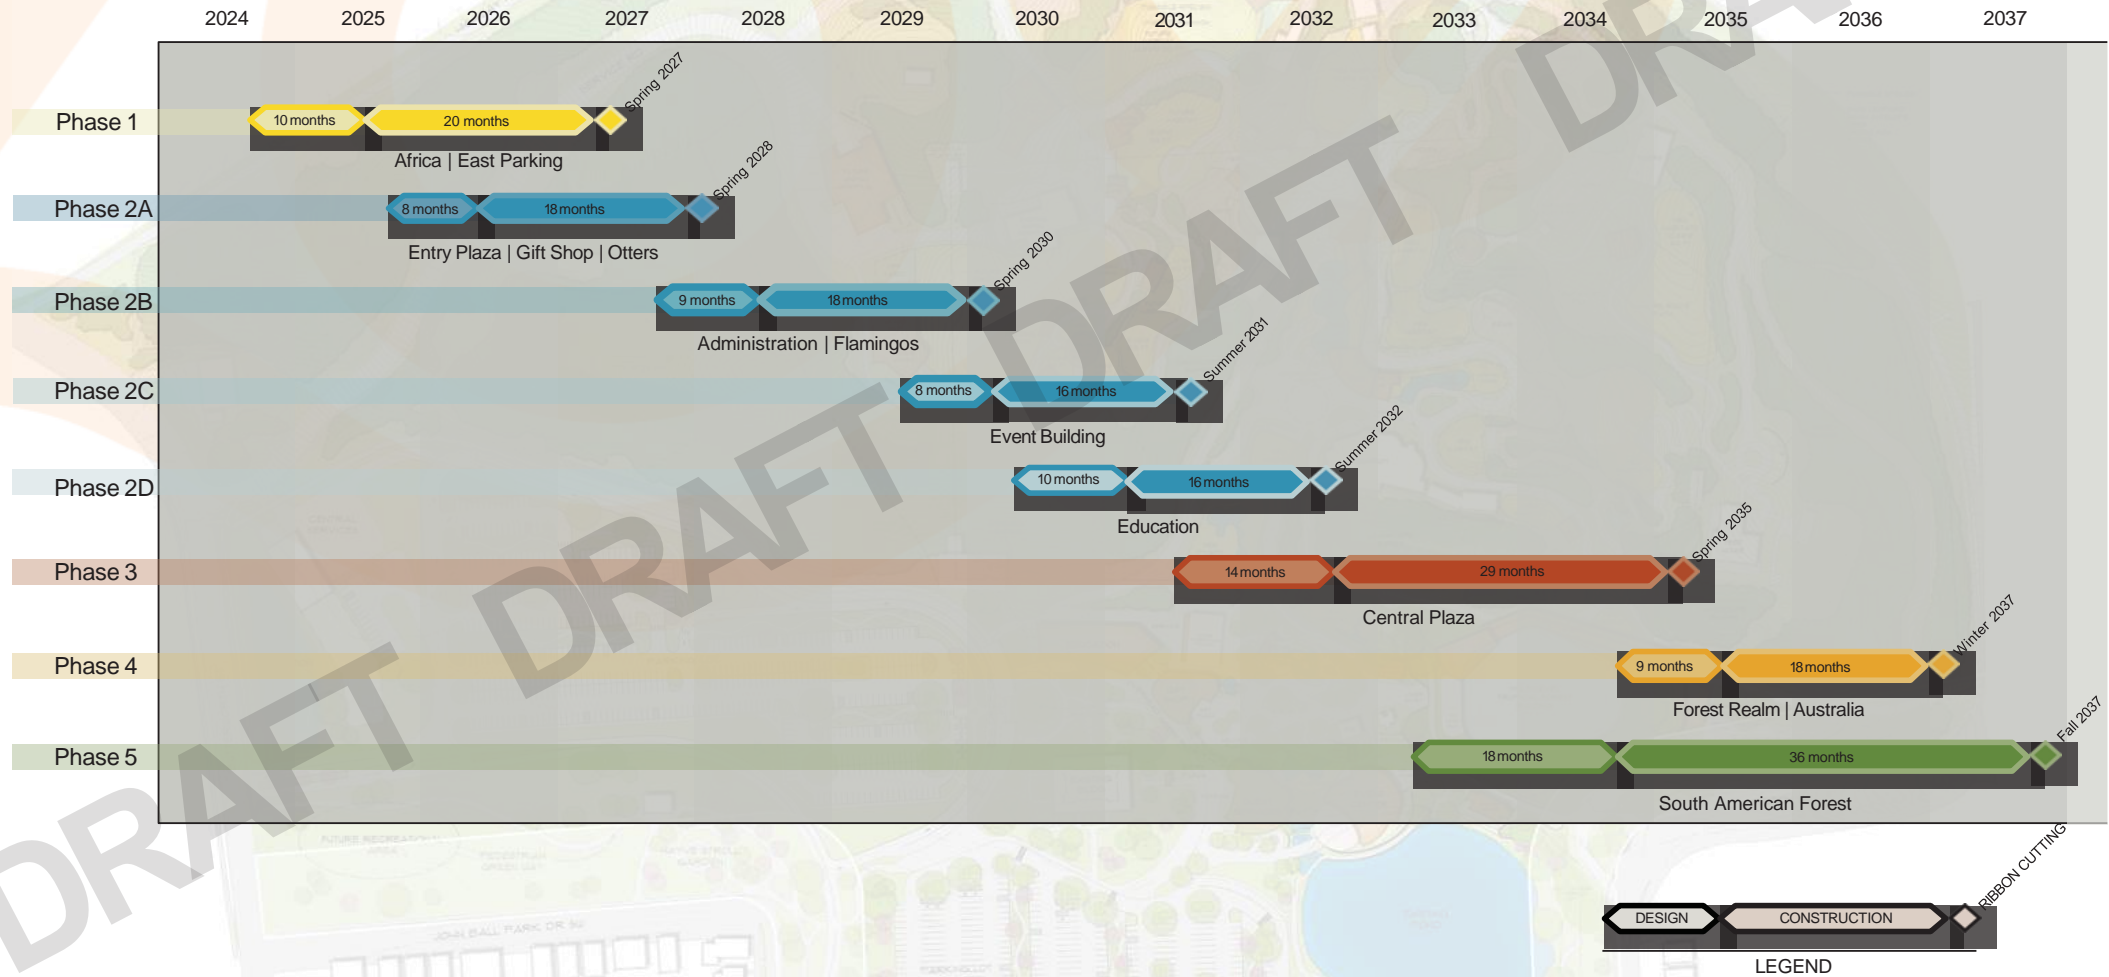 2024 2025 2026 2027 2028 2029 2030 2031 2032 2033 2034 2035 2036 2037
Spring 2027
Phase 1 10 months 20 months
Africa | East Parking
Spring 2028
Phase 2A 8 months 18 months
Entry Plaza | Gift Shop | Otters
Spring 2030
Phase 2B 9 months 18 months
Administration | Flamingos
Summer 2031
Phase 2C 8 months 16 months
Event Building
Summer 2032
Phase 2D 10 months 16 months
Education
Spring 2035
Phase 3 14 months 29 months
Central Plaza
Winter 2037
Phase 4 9 months 18 months
Forest Realm | Australia
Fall 2037
Phase 5 18 months 36 months
South American Forest
RIBBON CUTTING
DESIGN CONSTRUCTION
LEGEND
DRAFT
DRAFT
DRAFT
DRAFT
JOHN BALL PARK DR SW